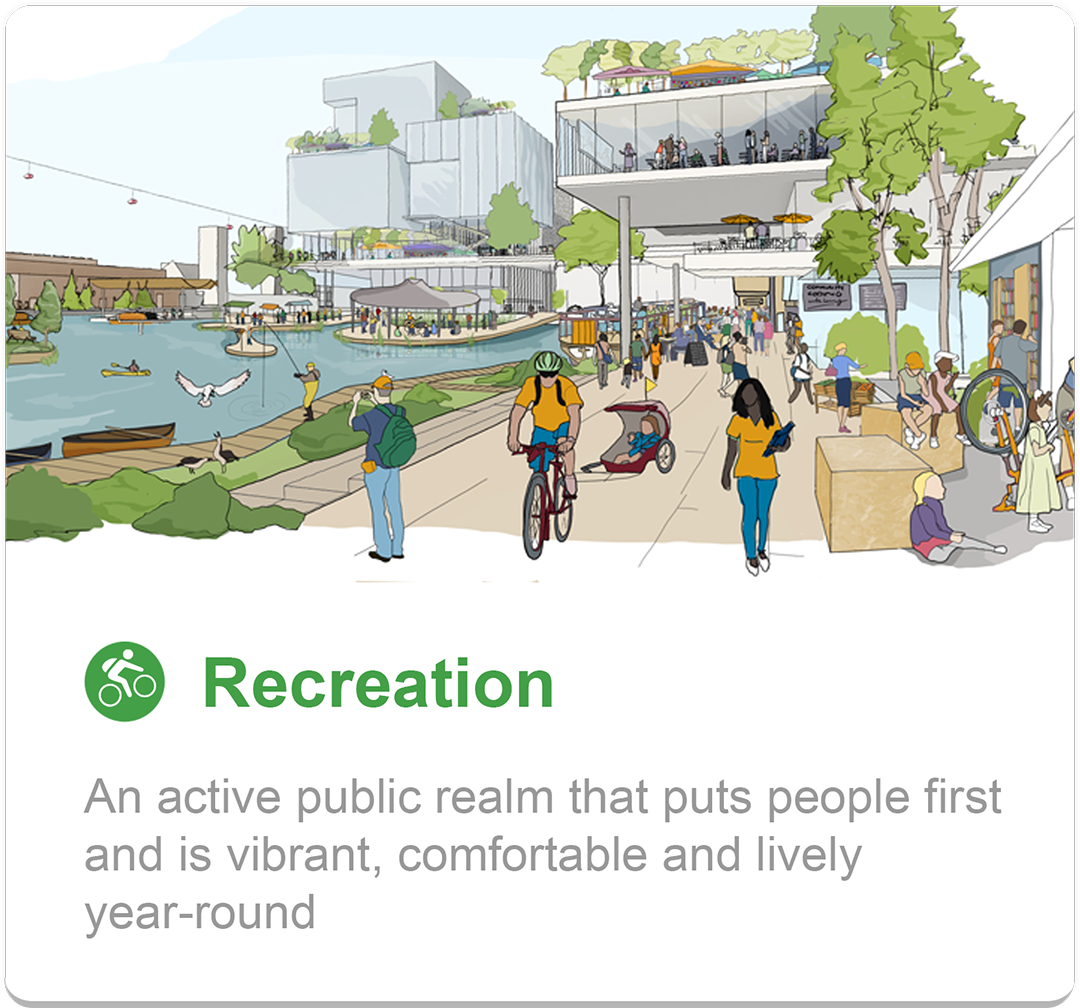 Recreation
An active public realm that puts people first
and is vibrant, comfortable and lively
year-round